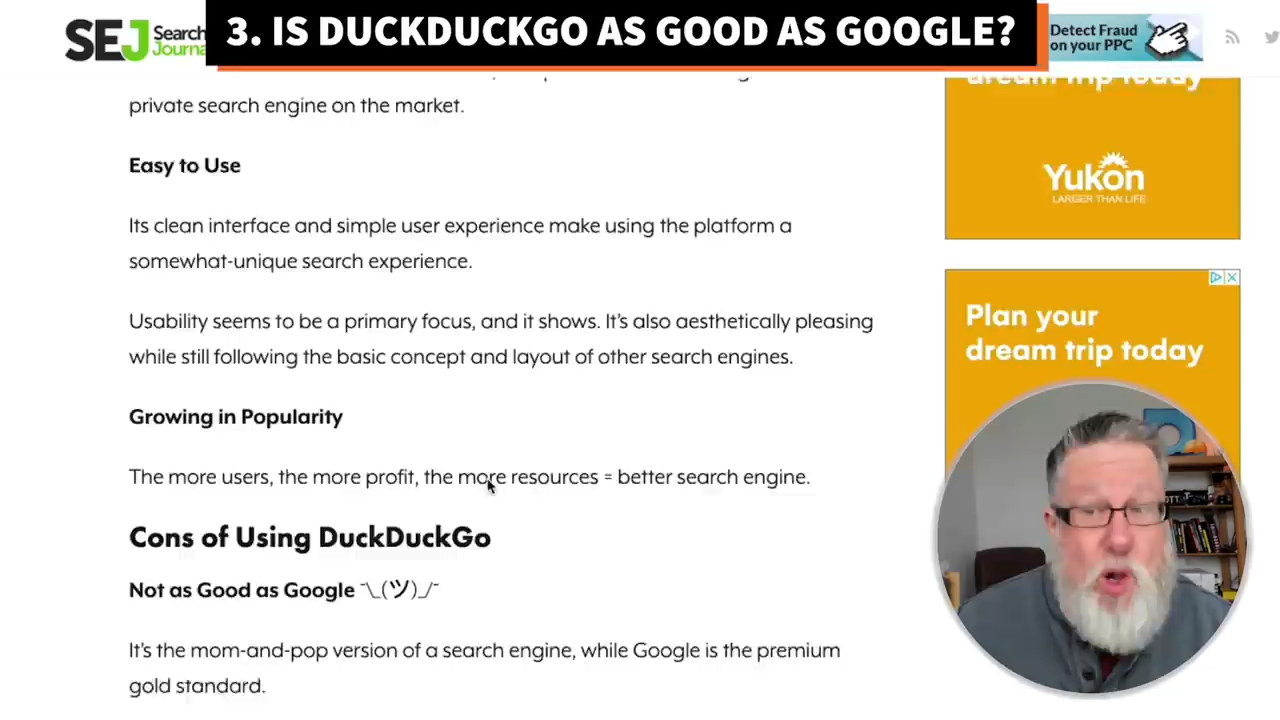 SEJ Search
Journa
3. IS DUCKDUCKGO AS GOOD AS GOOGLE?
Detect Fraud
on your PPC
dream trip today
private search engine on the market.
Yukon
LARGER THAN LIFE
Easy to Use
Its clean interface and simple user experience make using the platform a
somewhat-unique search experience.
Usability seems to be a primary focus, and it shows. It's also aesthetically pleasing
while still following the basic concept and layout of other search engines.
Plan your
dream trip today
Growing in Popularity
The more users, the more profit, the more resources = better search engine.
Cons of Using DuckDuckGo
Not as Good as Google ¯\_(ツ)_/¯
It's the mom-and-pop version of a search engine, while Google is the premium
gold standard.